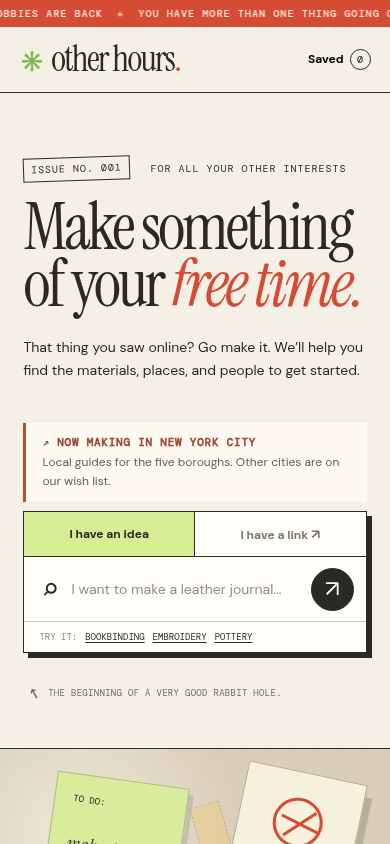 OBBIES ARE BACK ✳ YOU HAVE MORE THAN ONE THING GOING
✳ other hours.
Saved 0
ISSUE NO. 001
FOR ALL YOUR OTHER INTERESTS
Make something
of your free time.
That thing you saw online? Go make it. We'll help you
find the materials, places, and people to get started.
↗ NOW MAKING IN NEW YORK CITY
Local guides for the five boroughs. Other cities are on
our wish list.
I have an idea
I have a link ↗
I want to make a leather journal...
TRY IT: BOOKBINDING EMBROIDERY POTTERY
↖ THE BEGINNING OF A VERY GOOD RABBIT HOLE.
TO DO: